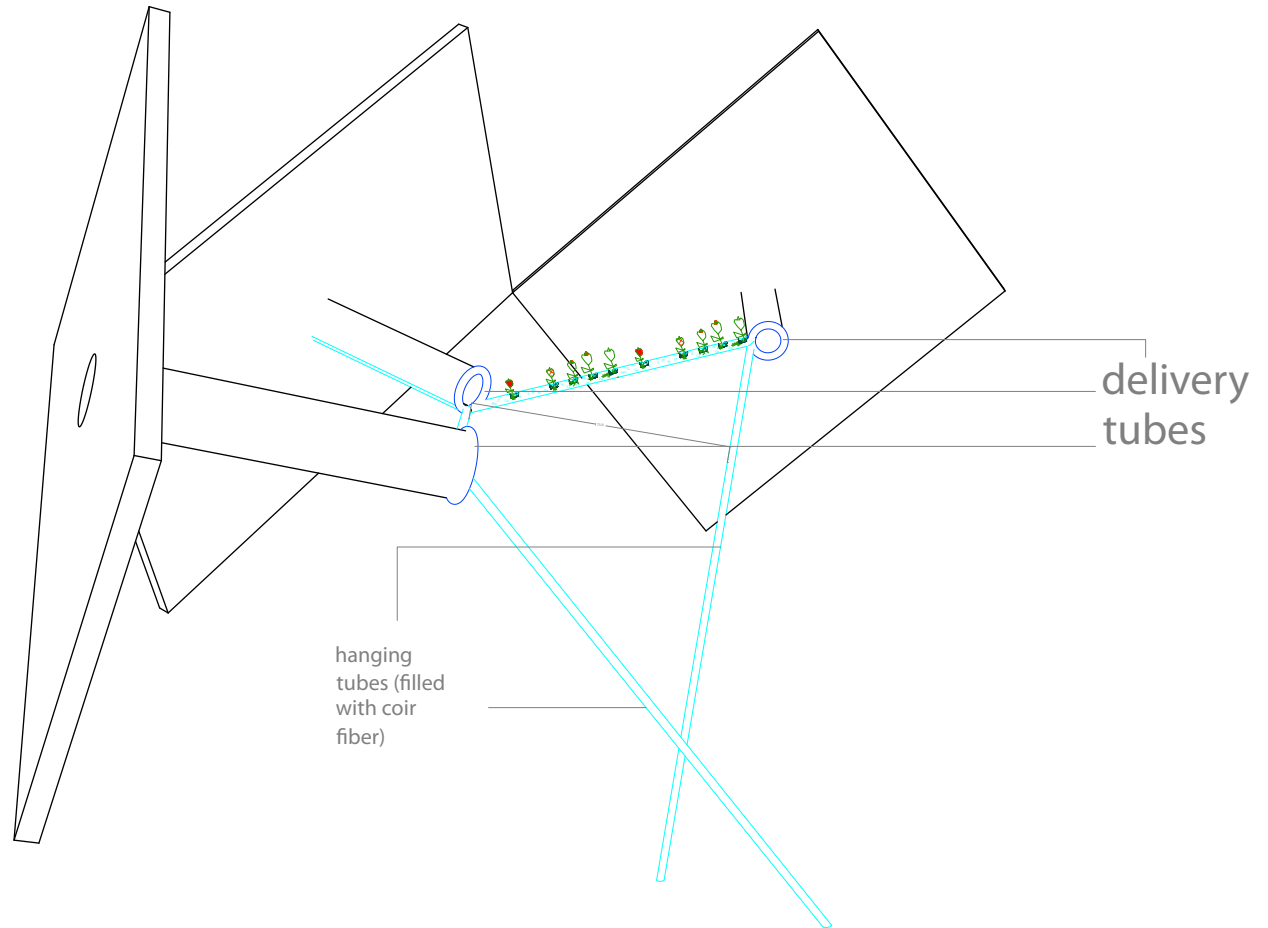 delivery
tubes
hanging
tubes (filled
with coir
fiber)